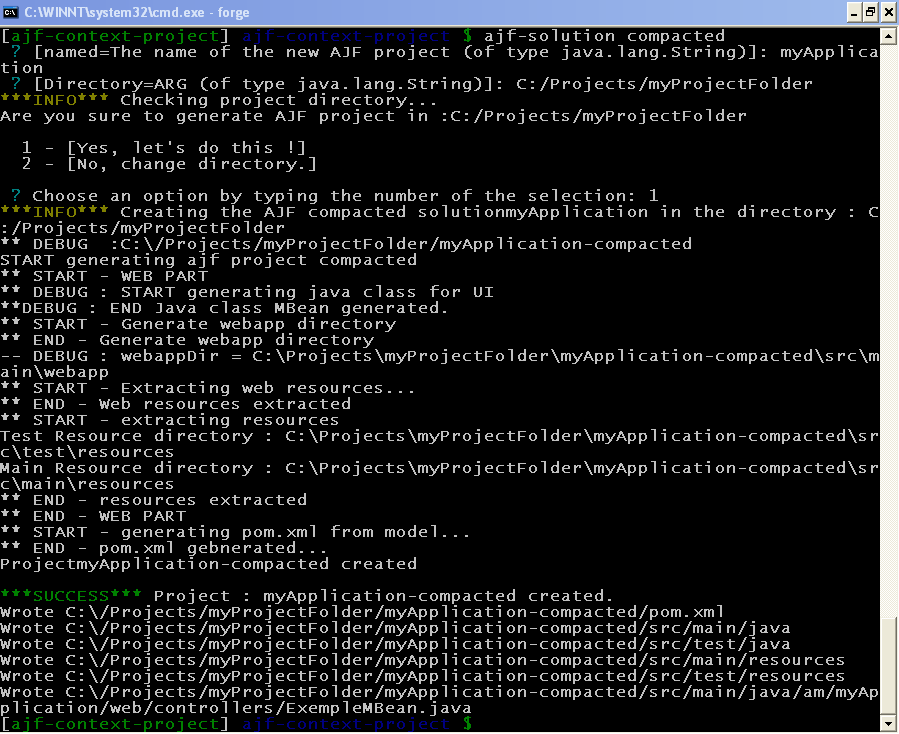 C:\WINNT\system32\cmd.exe - forge
[ajf-context-project] ajf-context-project $ ajf-solution compacted
? [named=The name of the new AJF project (of type java.lang.String)]: myApplica
tion
? [Directory=ARG (of type java.lang.String)]: C:/Projects/myProjectFolder
***INFO*** Checking project directory...
Are you sure to generate AJF project in :C:/Projects/myProjectFolder
1 - [Yes, let's do this !]
2 - [No, change directory.]
? Choose an option by typing the number of the selection: 1
***INFO*** Creating the AJF compacted solutionmyApplication in the directory : C
:/Projects/myProjectFolder
** DEBUG  :C:\/Projects/myProjectFolder/myApplication-compacted
START generating ajf project compacted
** START - WEB PART
** DEBUG : START generating java class for UI
**DEBUG : END Java class MBean generated.
** START - Generate webapp directory
** END - Generate webapp directory
-- DEBUG : webappDir = C:\Projects\myProjectFolder\myApplication-compacted\src\m
ain\webapp
** START - Extracting web resources...
** END - Web resources extracted
** START - extracting resources
Test Resource directory : C:\Projects\myProjectFolder\myApplication-compacted\sr
c\test\resources
Main Resource directory : C:\Projects\myProjectFolder\myApplication-compacted\sr
c\main\resources
** END - resources extracted
** END - WEB PART
** START - generating pom.xml from model...
** END - pom.xml gebnerated...
ProjectmyApplication-compacted created
***SUCCESS*** Project : myApplication-compacted created.
Wrote C:\/Projects/myProjectFolder/myApplication-compacted/pom.xml
Wrote C:\/Projects/myProjectFolder/myApplication-compacted/src/main/java
Wrote C:\/Projects/myProjectFolder/myApplication-compacted/src/test/java
Wrote C:\/Projects/myProjectFolder/myApplication-compacted/src/main/resources
Wrote C:\/Projects/myProjectFolder/myApplication-compacted/src/test/resources
Wrote C:\/Projects/myProjectFolder/myApplication-compacted/src/main/java/am/myAp
plication/web/controllers/ExempleMBean.java
[ajf-context-project] ajf-context-project $